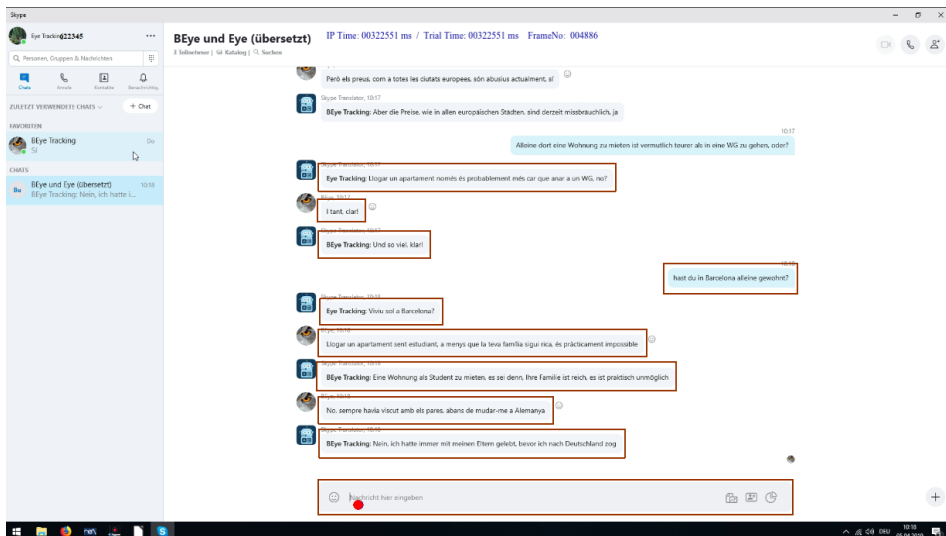 Skype
Eye Trackin622345
BEye und Eye (übersetzt)
IP Time: 00322551 ms / Trial Time: 00322551 ms FrameNo: 004886
3 Teilnehmer | Katalog | Suchen
Personen, Gruppen & Nachrichten
Chats
Anrufe
Kontakte
ZULETZT VERWENDETE CHATS
+ Chat
FAVORITEN
BEye Tracking
Do
Sí
CHATS
Bu
BEye und Eye (übersetzt)
10:18
BEye Tracking: Nein, ich hatte i...
Però els preus, com a totes les ciutats europees, són abusius actualment, sí
Skype Translator, 10:17
BEye Tracking: Aber die Preise, wie in allen europäischen Städten, sind derzeit missbräuchlich, ja
10:17
Alleine dort eine Wohnung zu mieten ist vermutlich teurer als in eine WG zu gehen, oder?
Skype Translator, 10:17
Eye Tracking: Llogar un apartament només és probablement més car que anar a un WG, no?
BEye, 10:17
I tant, clar!
Skype Translator, 10:17
BEye Tracking: Und so viel, klar!
10:18
hast du in Barcelona alleine gewohnt?
Skype Translator, 10:18
Eye Tracking: Viviu sol a Barcelona?
BEye, 10:18
Llogar un apartament sent estudiant, a menys que la teva família sigui rica, és pràcticament impossible
Skype Translator, 10:18
BEye Tracking: Eine Wohnung als Student zu mieten, es sei denn, Ihre Familie ist reich, es ist praktisch unmöglich
BEye, 10:18
No, sempre havia viscut amb els pares, abans de mudar-me a Alemanya
Skype Translator, 10:18
BEye Tracking: Nein, ich hatte immer mit meinen Eltern gelebt, bevor ich nach Deutschland zog
Nachricht hier eingeben
DEU
10:18
05.04.2019